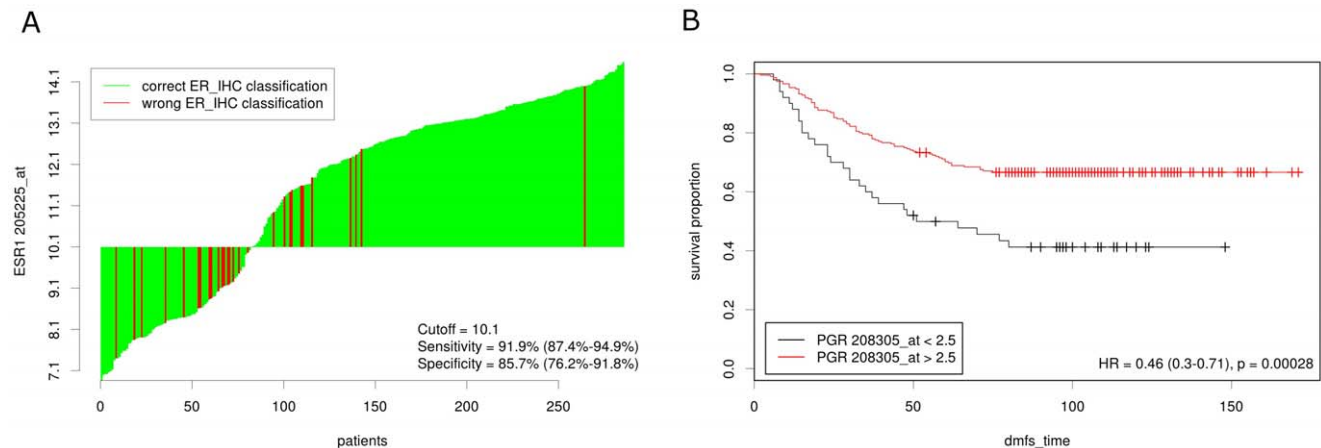 A
B
ESR1 205225_at
14.1
13.1
12.1
11.1
10.1
9.1
8.1
7.1
correct ER_IHC classification
wrong ER_IHC classification
Cutoff = 10.1
Sensitivity = 91.9% (87.4%-94.9%)
Specificity = 85.7% (76.2%-91.8%)
0 50 100 150 200 250
patients
survival proportion
1.0
0.8
0.6
0.4
0.2
0.0
PGR 208305_at < 2.5
PGR 208305_at > 2.5
HR = 0.46 (0.3-0.71), p = 0.00028
0 50 100 150
dmfs_time